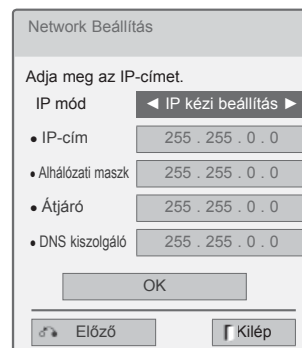 Network Beállítás
Adja meg az IP-címet.
IP mód ◄ IP kézi beállítás ►
• IP-cím 255 . 255 . 0 . 0
• Alhálózati maszk 255 . 255 . 0 . 0
• Átjáró 255 . 255 . 0 . 0
• DNS kiszolgáló 255 . 255 . 0 . 0
OK
Előző Kilép